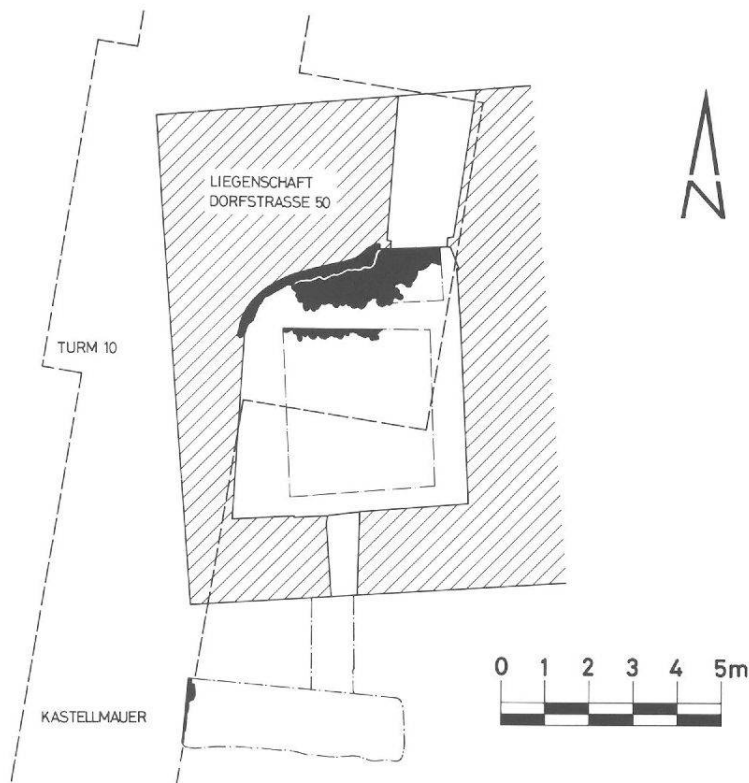 LIEGENSCHAFT
DORFSTRASSE 50
N
TURM 10
0 1 2 3 4 5m
KASTELLMAUER